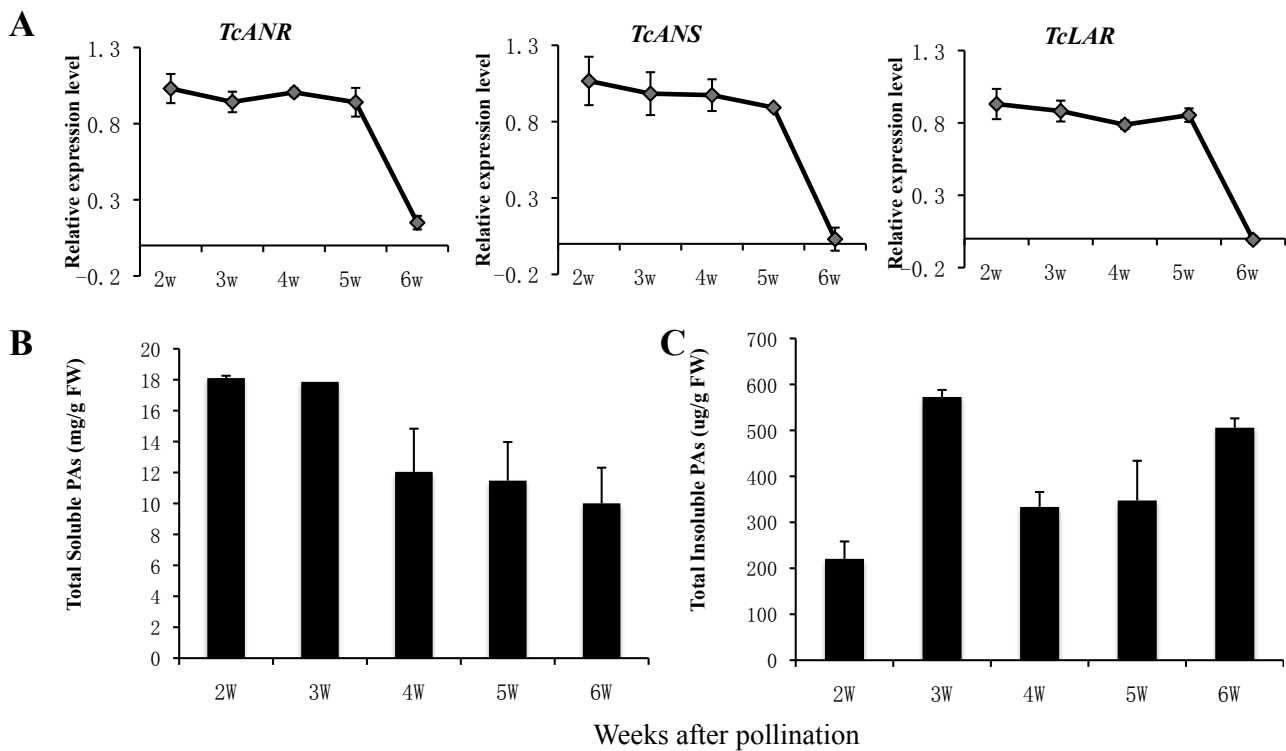 A
TcANR
Relative expression level
1.3
0.8
0.3
-0.2
2w 3w 4w 5w 6w
TcANS
Relative expression level
1.3
0.8
0.3
-0.2
2w 3w 4w 5w 6w
TcLAR
Relative expression level
1.3
0.8
0.3
-0.2
2w 3w 4w 5w 6w
B
Total Soluble PAs (mg/g FW)
20
18
16
14
12
10
8
6
4
2
0
2W 3W 4W 5W 6W
C
Total Insoluble PAs (ug/g FW)
700
600
500
400
300
200
100
0
2W 3W 4W 5W 6W
Weeks after pollination